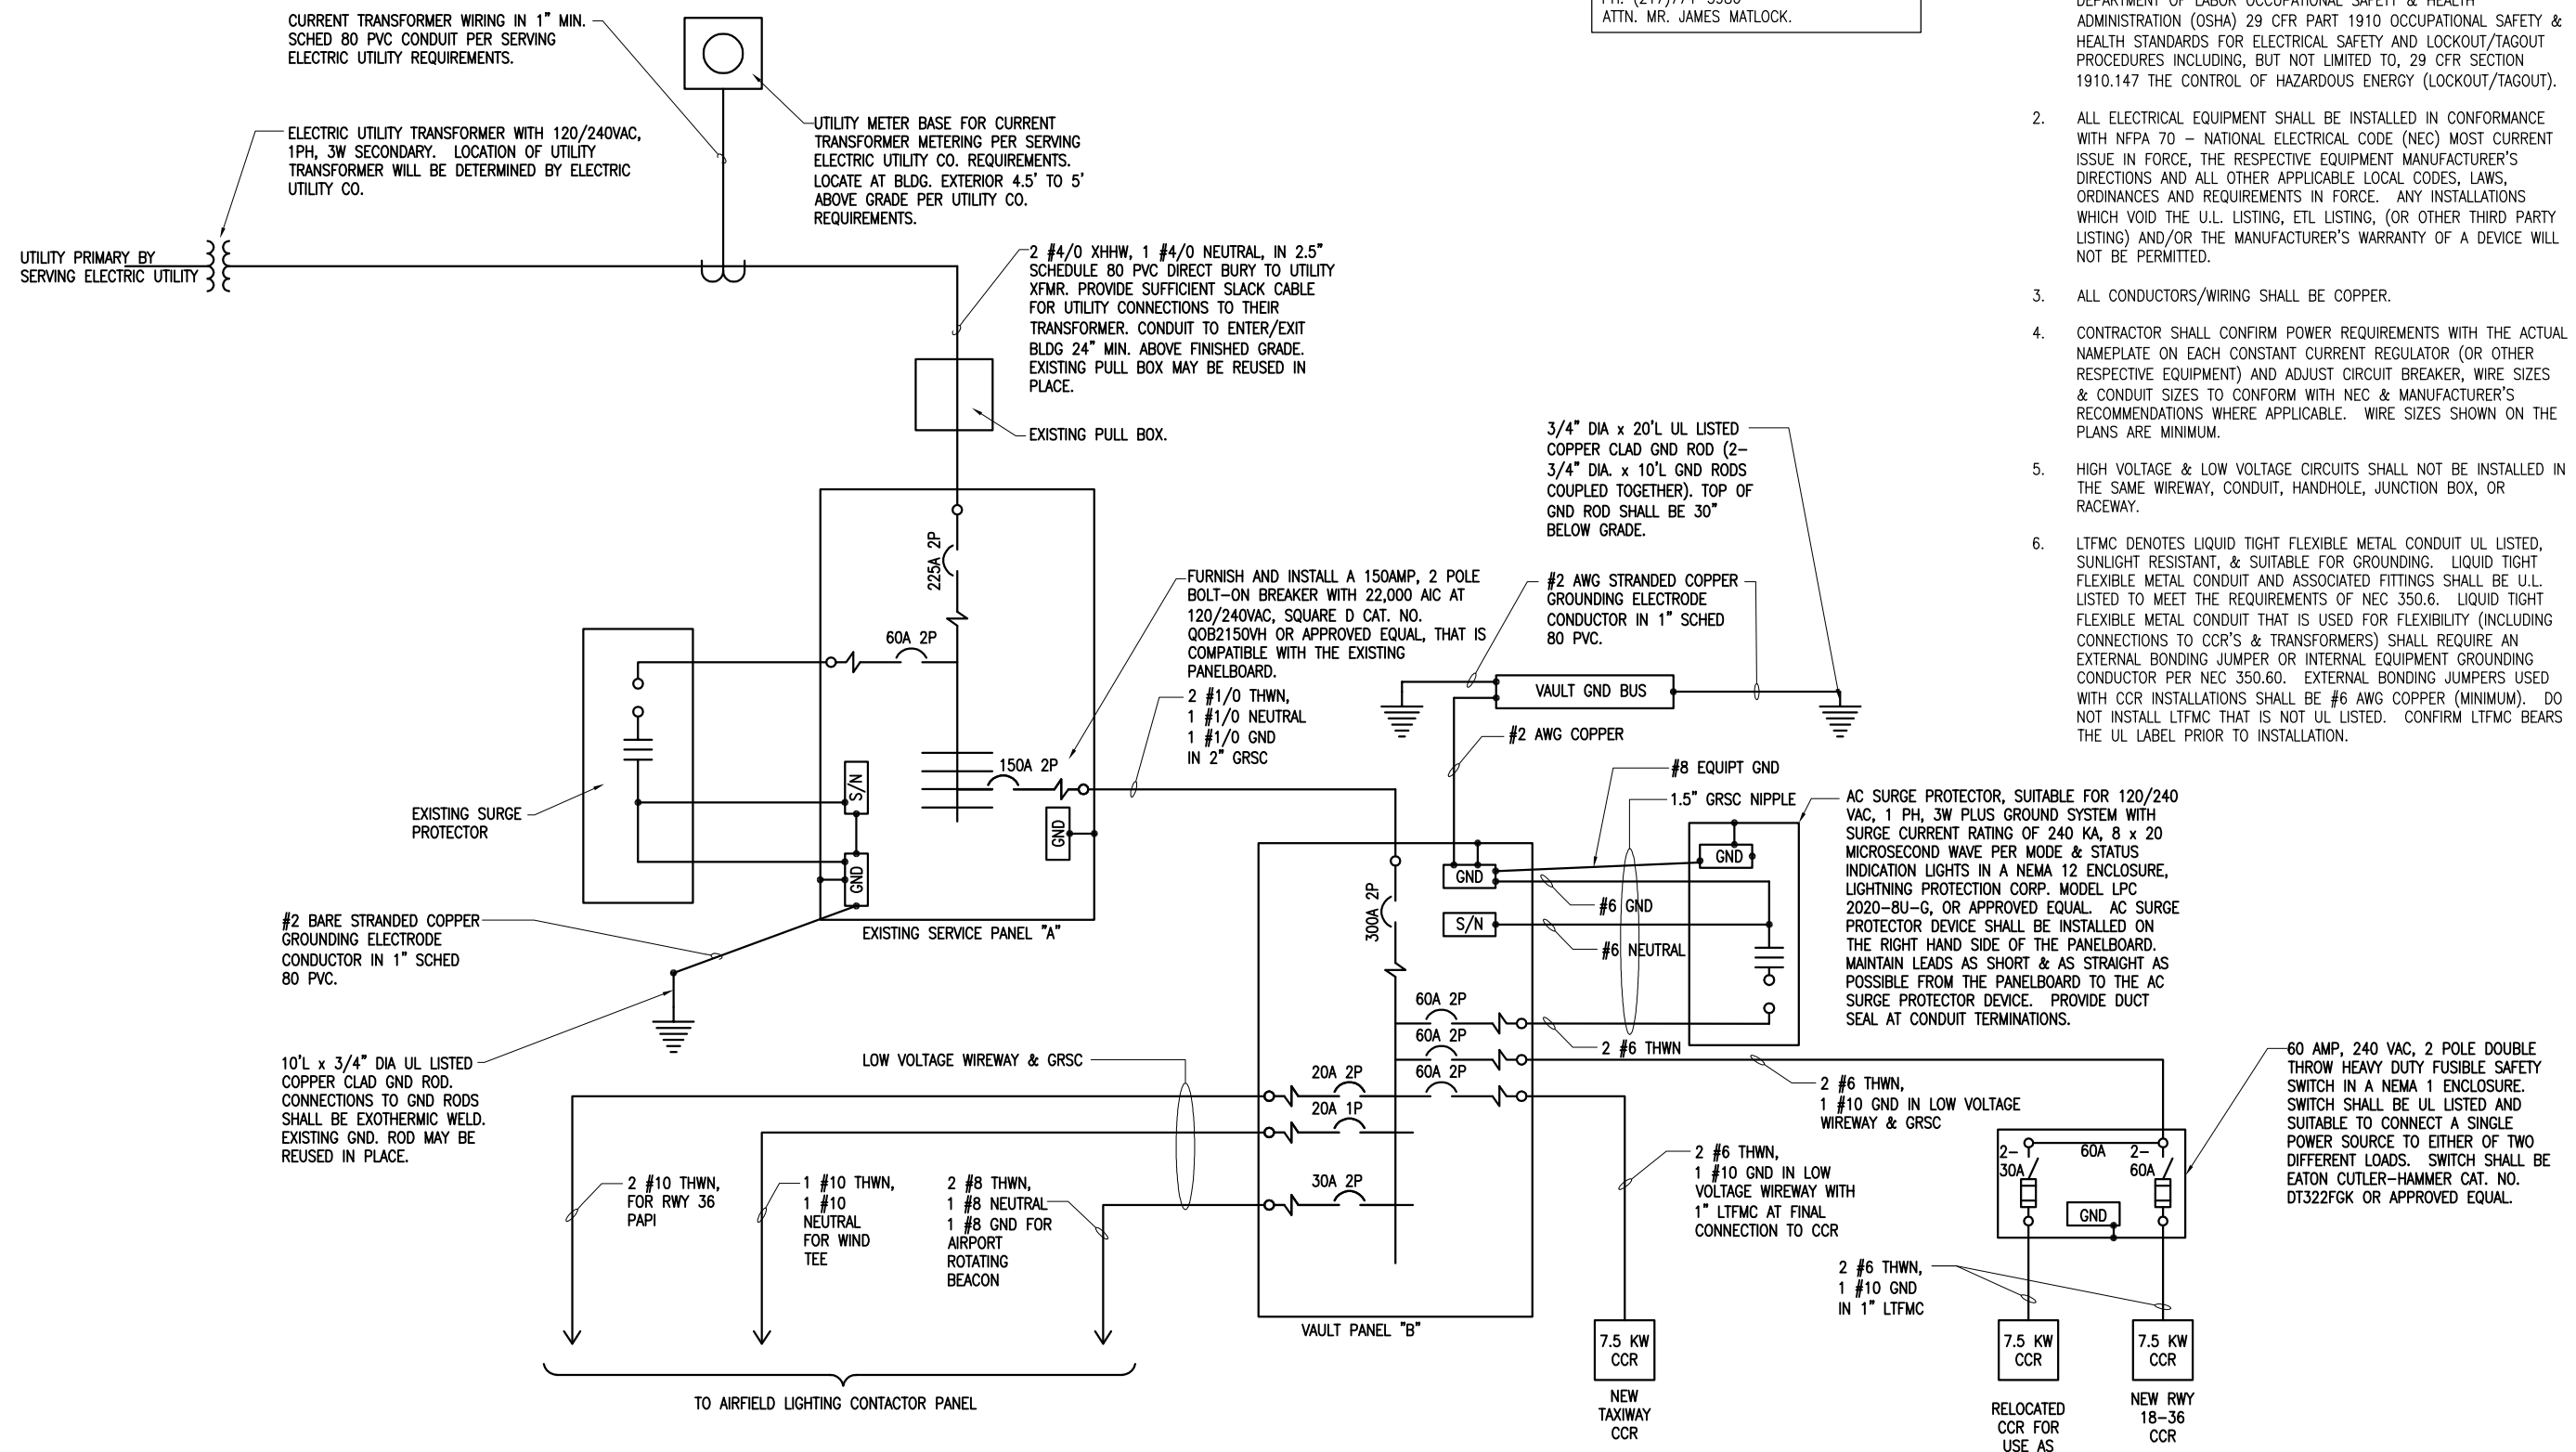 CURRENT TRANSFORMER WIRING IN 1" MIN.
SCHED 80 PVC CONDUIT PER SERVING
ELECTRIC UTILITY REQUIREMENTS.
ELECTRIC UTILITY TRANSFORMER WITH 120/240VAC,
1PH, 3W SECONDARY. LOCATION OF UTILITY
TRANSFORMER WILL BE DETERMINED BY ELECTRIC
UTILITY CO.
UTILITY METER BASE FOR CURRENT
TRANSFORMER METERING PER SERVING
ELECTRIC UTILITY CO. REQUIREMENTS.
LOCATE AT BLDG. EXTERIOR 4.5' TO 5'
ABOVE GRADE PER UTILITY CO.
REQUIREMENTS.
UTILITY PRIMARY BY
SERVING ELECTRIC UTILITY
2 #4/0 XHHW, 1 #4/0 NEUTRAL, IN 2.5"
SCHEDULE 80 PVC DIRECT BURY TO UTILITY
XFMR. PROVIDE SUFFICIENT SLACK CABLE
FOR UTILITY CONNECTIONS TO THEIR
TRANSFORMER. CONDUIT TO ENTER/EXIT
BLDG 24" MIN. ABOVE FINISHED GRADE.
EXISTING PULL BOX MAY BE REUSED IN
PLACE.
EXISTING PULL BOX.
ATTN. MR. JAMES MATLOCK.
DEPARTMENT OF LABOR OCCUPATIONAL SAFETY & HEALTH
ADMINISTRATION (OSHA) 29 CFR PART 1910 OCCUPATIONAL SAFETY &
HEALTH STANDARDS FOR ELECTRICAL SAFETY AND LOCKOUT/TAGOUT
PROCEDURES INCLUDING, BUT NOT LIMITED TO, 29 CFR SECTION
1910.147 THE CONTROL OF HAZARDOUS ENERGY (LOCKOUT/TAGOUT).
2. ALL ELECTRICAL EQUIPMENT SHALL BE INSTALLED IN CONFORMANCE
WITH NFPA 70 – NATIONAL ELECTRICAL CODE (NEC) MOST CURRENT
ISSUE IN FORCE, THE RESPECTIVE EQUIPMENT MANUFACTURER'S
DIRECTIONS AND ALL OTHER APPLICABLE LOCAL CODES, LAWS,
ORDINANCES AND REQUIREMENTS IN FORCE. ANY INSTALLATIONS
WHICH VOID THE U.L. LISTING, ETL LISTING, (OR OTHER THIRD PARTY
LISTING) AND/OR THE MANUFACTURER'S WARRANTY OF A DEVICE WILL
NOT BE PERMITTED.
3. ALL CONDUCTORS/WIRING SHALL BE COPPER.
4. CONTRACTOR SHALL CONFIRM POWER REQUIREMENTS WITH THE ACTUAL
NAMEPLATE ON EACH CONSTANT CURRENT REGULATOR (OR OTHER
RESPECTIVE EQUIPMENT) AND ADJUST CIRCUIT BREAKER, WIRE SIZES
& CONDUIT SIZES TO CONFORM WITH NEC & MANUFACTURER'S
RECOMMENDATIONS WHERE APPLICABLE. WIRE SIZES SHOWN ON THE
PLANS ARE MINIMUM.
5. HIGH VOLTAGE & LOW VOLTAGE CIRCUITS SHALL NOT BE INSTALLED IN
THE SAME WIREWAY, CONDUIT, HANDHOLE, JUNCTION BOX, OR
RACEWAY.
6. LTFMC DENOTES LIQUID TIGHT FLEXIBLE METAL CONDUIT UL LISTED,
SUNLIGHT RESISTANT, & SUITABLE FOR GROUNDING. LIQUID TIGHT
FLEXIBLE METAL CONDUIT AND ASSOCIATED FITTINGS SHALL BE U.L.
LISTED TO MEET THE REQUIREMENTS OF NEC 350.6. LIQUID TIGHT
FLEXIBLE METAL CONDUIT THAT IS USED FOR FLEXIBILITY (INCLUDING
CONNECTIONS TO CCR'S & TRANSFORMERS) SHALL REQUIRE AN
EXTERNAL BONDING JUMPER OR INTERNAL EQUIPMENT GROUNDING
CONDUCTOR PER NEC 350.60. EXTERNAL BONDING JUMPERS USED
WITH CCR INSTALLATIONS SHALL BE #6 AWG COPPER (MINIMUM). DO
NOT INSTALL LTFMC THAT IS NOT UL LISTED. CONFIRM LTFMC BEARS
THE UL LABEL PRIOR TO INSTALLATION.
3/4" DIA x 20'L UL LISTED
COPPER CLAD GND ROD (2-
3/4" DIA. x 10'L GND RODS
COUPLED TOGETHER). TOP OF
GND ROD SHALL BE 30"
BELOW GRADE.
225A 2P
60A 2P
FURNISH AND INSTALL A 150AMP, 2 POLE
BOLT-ON BREAKER WITH 22,000 AIC AT
120/240VAC, SQUARE D CAT. NO.
QOB2150VH OR APPROVED EQUAL, THAT IS
COMPATIBLE WITH THE EXISTING
PANELBOARD.
#2 AWG STRANDED COPPER
GROUNDING ELECTRODE
CONDUCTOR IN 1" SCHED
80 PVC.
VAULT GND BUS
2 #1/0 THWN,
1 #1/0 NEUTRAL
1 #1/0 GND
IN 2" GRSC
#2 AWG COPPER
150A 2P
S/N
GND
GND
EXISTING SURGE
PROTECTOR
#8 EQUIPT GND
1.5" GRSC NIPPLE
AC SURGE PROTECTOR, SUITABLE FOR 120/240
VAC, 1 PH, 3W PLUS GROUND SYSTEM WITH
SURGE CURRENT RATING OF 240 KA, 8 x 20
MICROSECOND WAVE PER MODE & STATUS
INDICATION LIGHTS IN A NEMA 12 ENCLOSURE,
LIGHTNING PROTECTION CORP. MODEL LPC
2020-8U-G, OR APPROVED EQUAL. AC SURGE
PROTECTOR DEVICE SHALL BE INSTALLED ON
THE RIGHT HAND SIDE OF THE PANELBOARD.
MAINTAIN LEADS AS SHORT & AS STRAIGHT AS
POSSIBLE FROM THE PANELBOARD TO THE AC
SURGE PROTECTOR DEVICE. PROVIDE DUCT
SEAL AT CONDUIT TERMINATIONS.
GND
GND
#6 GND
S/N
#6 NEUTRAL
300A 2P
#2 BARE STRANDED COPPER
GROUNDING ELECTRODE
CONDUCTOR IN 1" SCHED
80 PVC.
EXISTING SERVICE PANEL "A"
60A 2P
60A 2P
60A 2P
2 #6 THWN
10'L x 3/4" DIA UL LISTED
COPPER CLAD GND ROD.
CONNECTIONS TO GND RODS
SHALL BE EXOTHERMIC WELD.
EXISTING GND. ROD MAY BE
REUSED IN PLACE.
LOW VOLTAGE WIREWAY & GRSC
20A 2P
20A 1P
30A 2P
2 #6 THWN,
1 #10 GND IN LOW VOLTAGE
WIREWAY & GRSC
60 AMP, 240 VAC, 2 POLE DOUBLE
THROW HEAVY DUTY FUSIBLE SAFETY
SWITCH IN A NEMA 1 ENCLOSURE.
SWITCH SHALL BE UL LISTED AND
SUITABLE TO CONNECT A SINGLE
POWER SOURCE TO EITHER OF TWO
DIFFERENT LOADS. SWITCH SHALL BE
EATON CUTLER-HAMMER CAT. NO.
DT322FGK OR APPROVED EQUAL.
2-
30A
60A
2-
60A
GND
2 #10 THWN,
FOR RWY 36
PAPI
1 #10 THWN,
1 #10
NEUTRAL
FOR WIND
TEE
2 #8 THWN,
1 #8 NEUTRAL
1 #8 GND FOR
AIRPORT
ROTATING
BEACON
2 #6 THWN,
1 #10 GND IN LOW
VOLTAGE WIREWAY WITH
1" LTFMC AT FINAL
CONNECTION TO CCR
2 #6 THWN,
1 #10 GND
IN 1" LTFMC
VAULT PANEL "B"
7.5 KW
CCR
7.5 KW
CCR
7.5 KW
CCR
TO AIRFIELD LIGHTING CONTACTOR PANEL
NEW
TAXIWAY
CCR
RELOCATED
CCR FOR
USE AS
NEW RWY
18-36
CCR